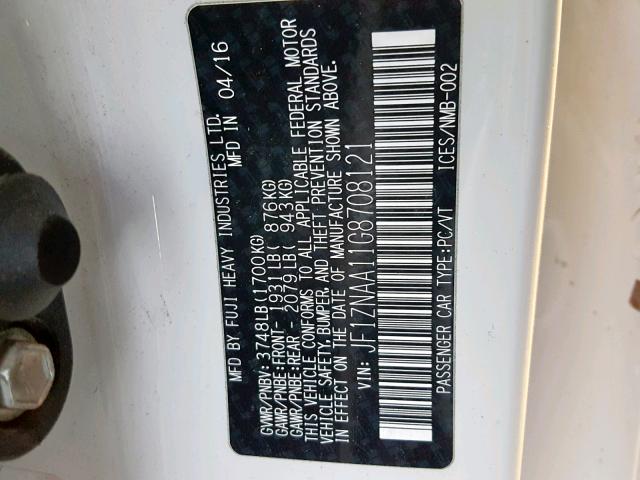 MFD BY FUJI HEAVY INDUSTRIES LTD.
MFD IN 04/16
GVWR/PNBV: 3748LB(1700KG)
GAWR/PNBE:FRONT- 1931LB( 876KG)
GAWR/PNBE:REAR - 2079LB( 943KG)
THIS VEHICLE CONFORMS TO ALL APPLICABLE FEDERAL MOTOR
VEHICLE SAFETY,BUMPER,AND THEFT PREVENTION STANDARDS
IN EFFECT ON THE DATE OF MANUFACTURE SHOWN ABOVE.
VIN: JF1ZNAA11G8708121
PASSENGER CAR TYPE:PC/VT ICES/NMB-002